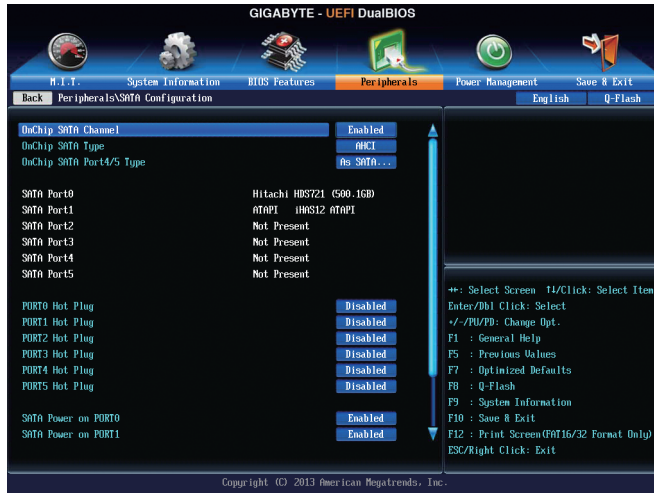 GIGABYTE - UEFI DualBIOS
M.I.T. System Information BIOS Features Peripherals Power Management Save & Exit
Back Peripherals\SATA Configuration English Q-Flash
OnChip SATA Channel Enabled
OnChip SATA Type AHCI
OnChip SATA Port4/5 Type As SATA...
SATA Port0 Hitachi HDS721 (500.1GB)
SATA Port1 ATAPI iHAS12 ATAPI
SATA Port2 Not Present
SATA Port3 Not Present
SATA Port4 Not Present
SATA Port5 Not Present
PORT0 Hot Plug Disabled
PORT1 Hot Plug Disabled
PORT2 Hot Plug Disabled
PORT3 Hot Plug Disabled
PORT4 Hot Plug Disabled
PORT5 Hot Plug Disabled
SATA Power on PORT0 Enabled
SATA Power on PORT1 Enabled
→←: Select Screen ↑↓/Click: Select Item
Enter/Dbl Click: Select
+/-/PU/PD: Change Opt.
F1 : General Help
F5 : Previous Values
F7 : Optimized Defaults
F8 : Q-Flash
F9 : System Information
F10 : Save & Exit
F12 : Print Screen(FAT16/32 Format Only)
ESC/Right Click: Exit
Copyright (C) 2013 American Megatrends, Inc.